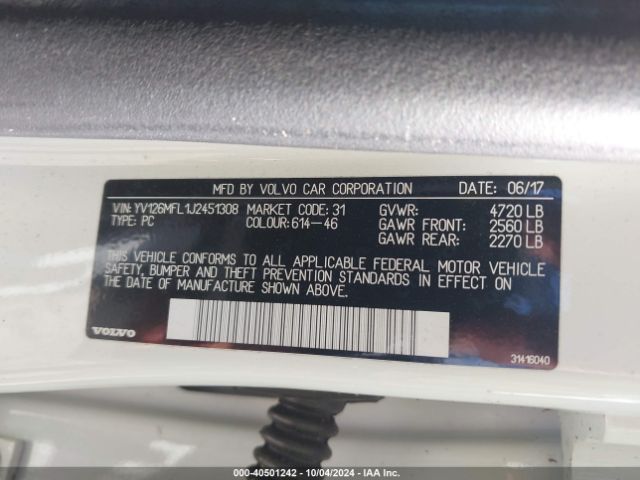 MFD BY VOLVO CAR CORPORATION DATE: 06/17
VIN: YV126MFL1J2451308 MARKET CODE: 31 GVWR: 4720 LB
TYPE: PC COLOUR: 614-46 GAWR FRONT: 2560 LB
GAWR REAR: 2270 LB
THIS VEHICLE CONFORMS TO ALL APPLICABLE FEDERAL MOTOR VEHICLE
SAFETY, BUMPER AND THEFT PREVENTION STANDARDS IN EFFECT ON
THE DATE OF MANUFACTURE SHOWN ABOVE.
VOLVO
31416040
000-40501242 - 10/04/2024 - IAA Inc.